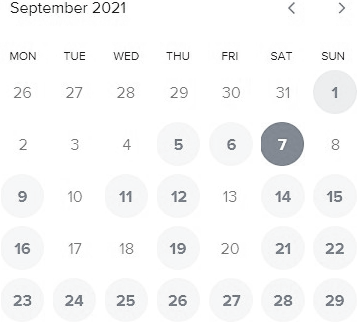 September 2021
MON TUE WED THU FRI SAT SUN
26 27 28 29 30 31 1
2 3 4 5 6 7 8
9 10 11 12 13 14 15
16 17 18 19 20 21 22
23 24 25 26 27 28 29